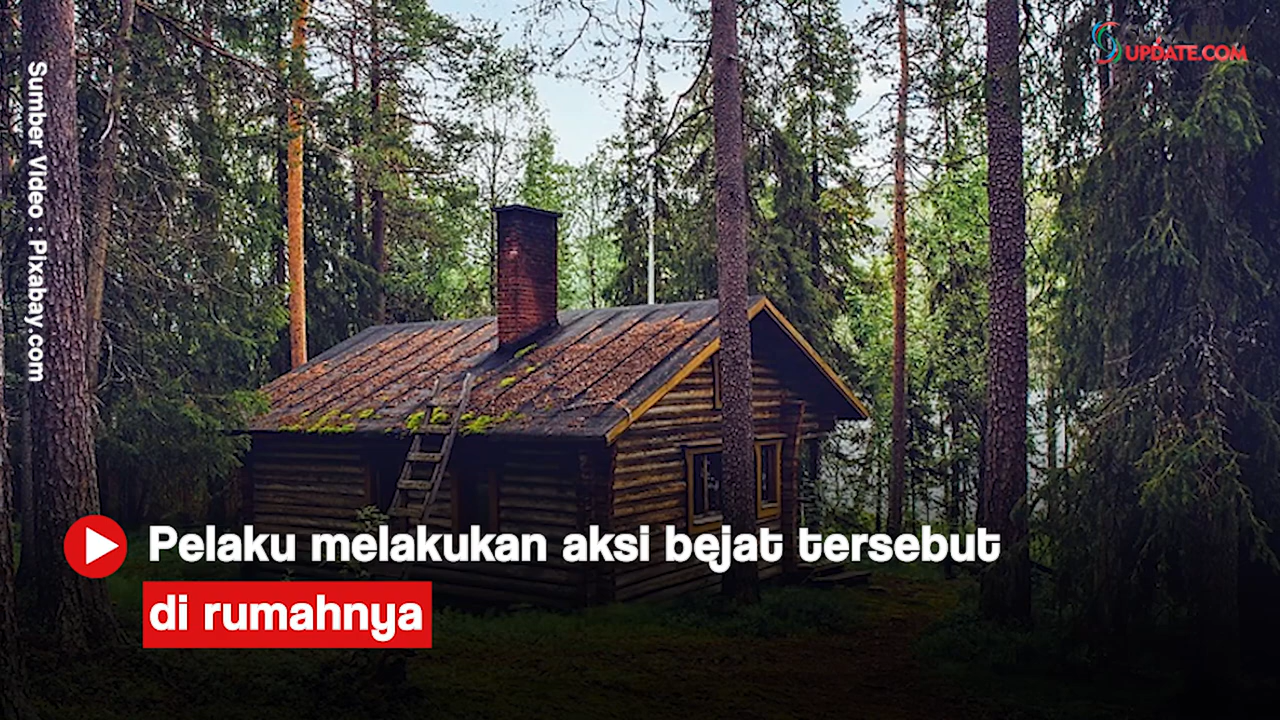 UPDATE.COM
Sumber Video : Pixabay.com
Pelaku melakukan aksi bejat tersebut
di rumahnya